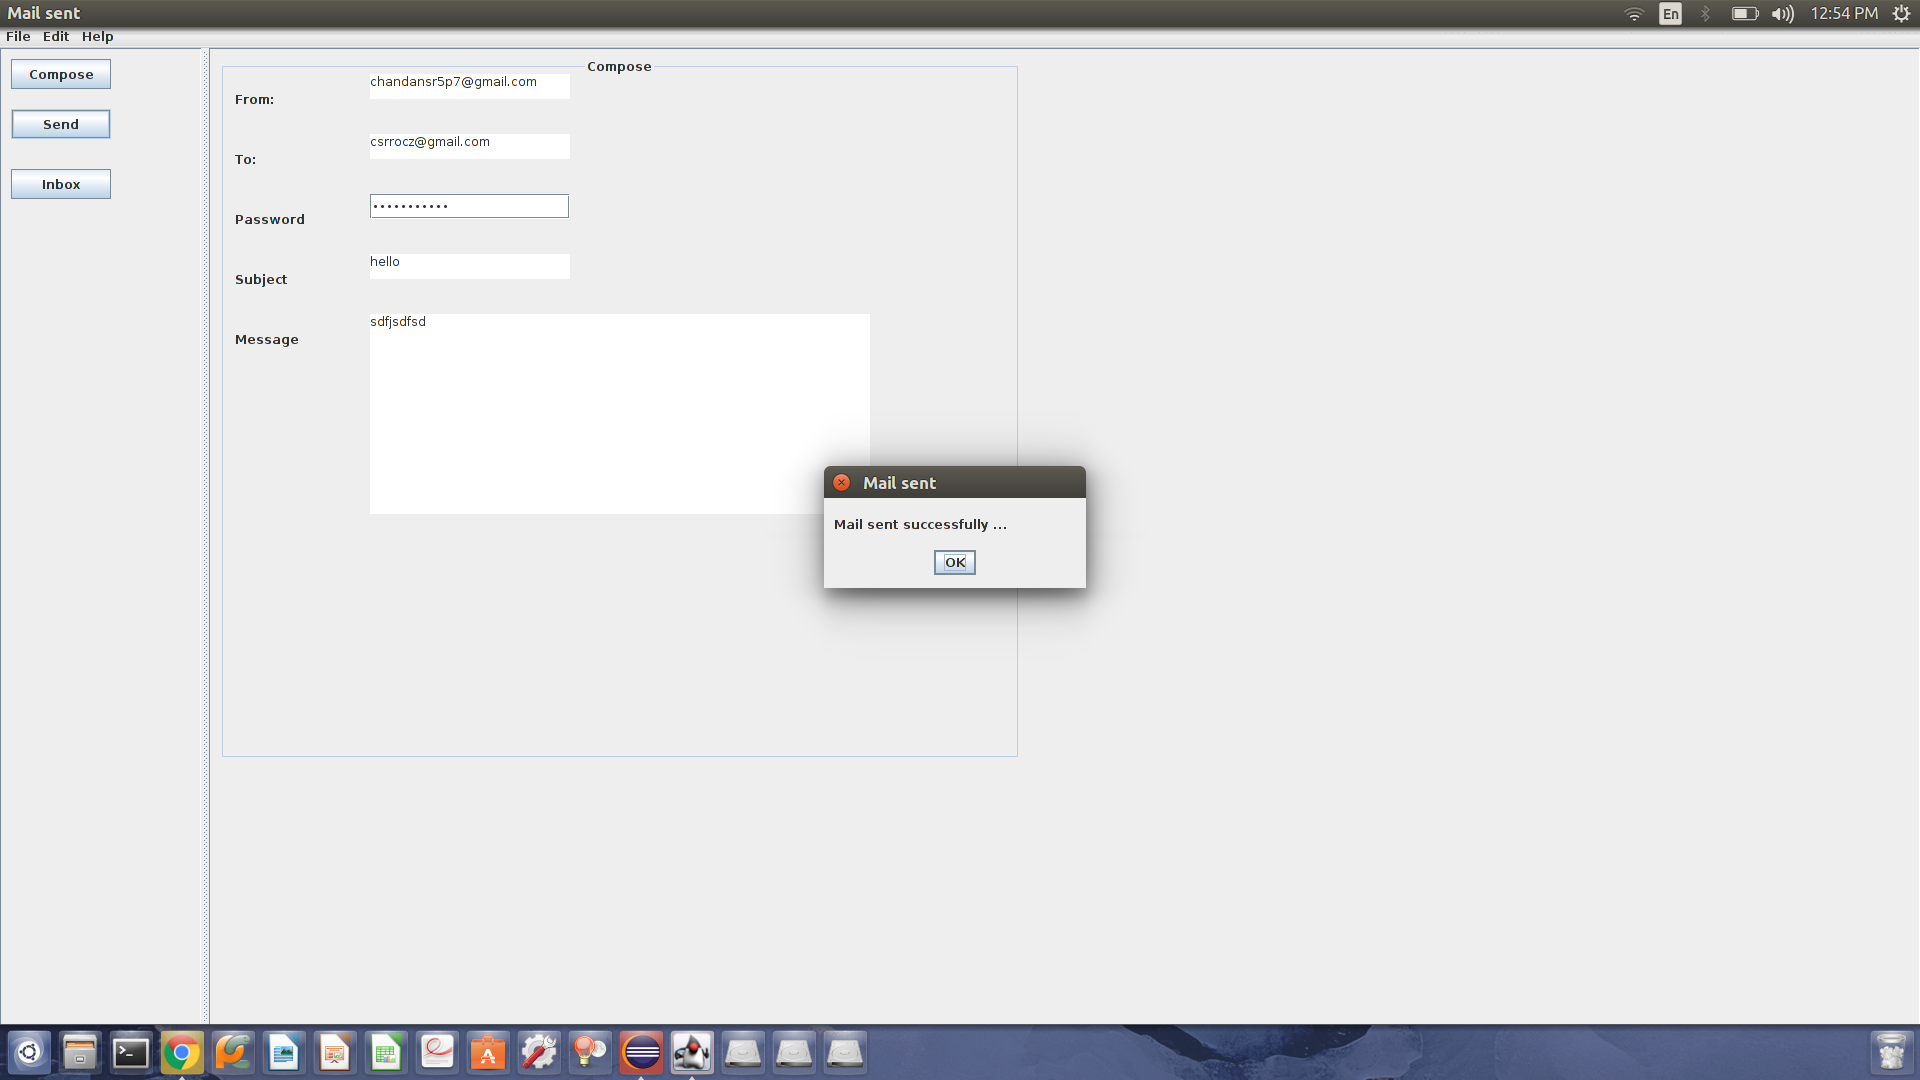 Mail sent
En
12:54 PM
File Edit Help
Compose
Send
Inbox
Compose
From:
chandansr5p7@gmail.com
To:
csrrocz@gmail.com
Password
•••••••••••
Subject
hello
Message
sdfjsdfsd
Mail sent
Mail sent successfully ...
OK